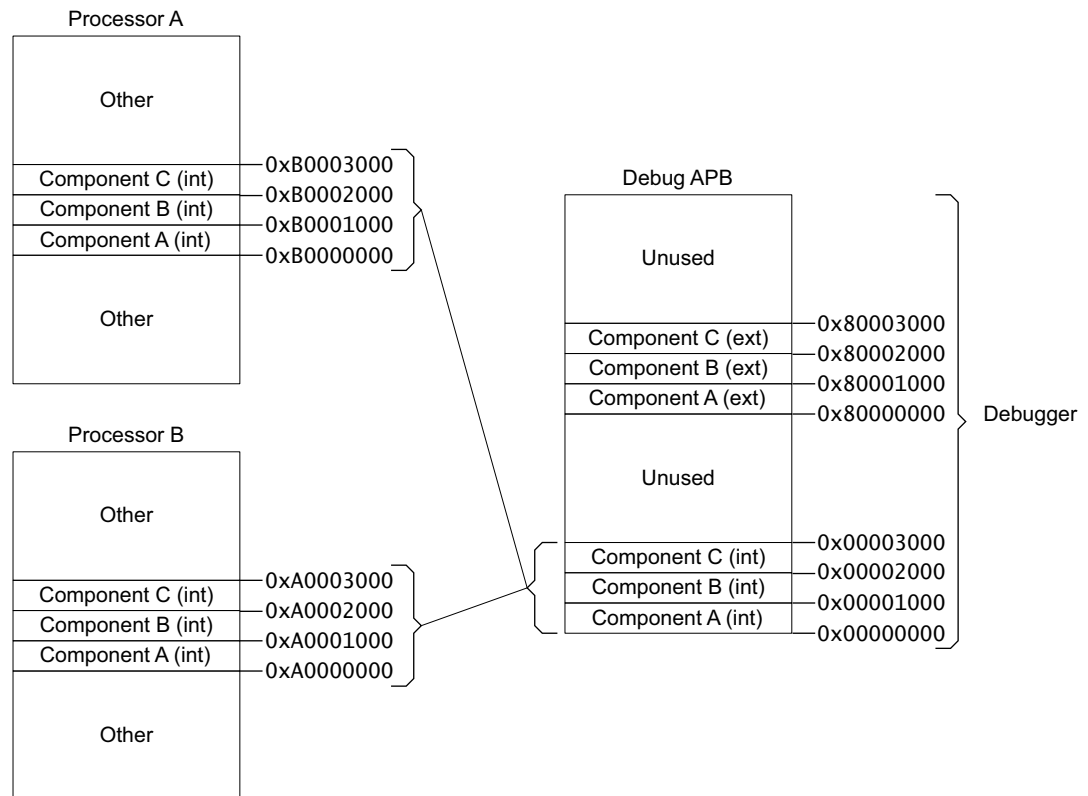 Processor A
Other
0xB0003000
Component C (int)
0xB0002000
Component B (int)
0xB0001000
Component A (int)
0xB0000000
Other
Processor B
Other
0xA0003000
Component C (int)
0xA0002000
Component B (int)
0xA0001000
Component A (int)
0xA0000000
Other
Debug APB
Unused
0x80003000
Component C (ext)
0x80002000
Component B (ext)
0x80001000
Component A (ext)
0x80000000
Unused
0x00003000
Component C (int)
0x00002000
Component B (int)
0x00001000
Component A (int)
0x00000000
Debugger